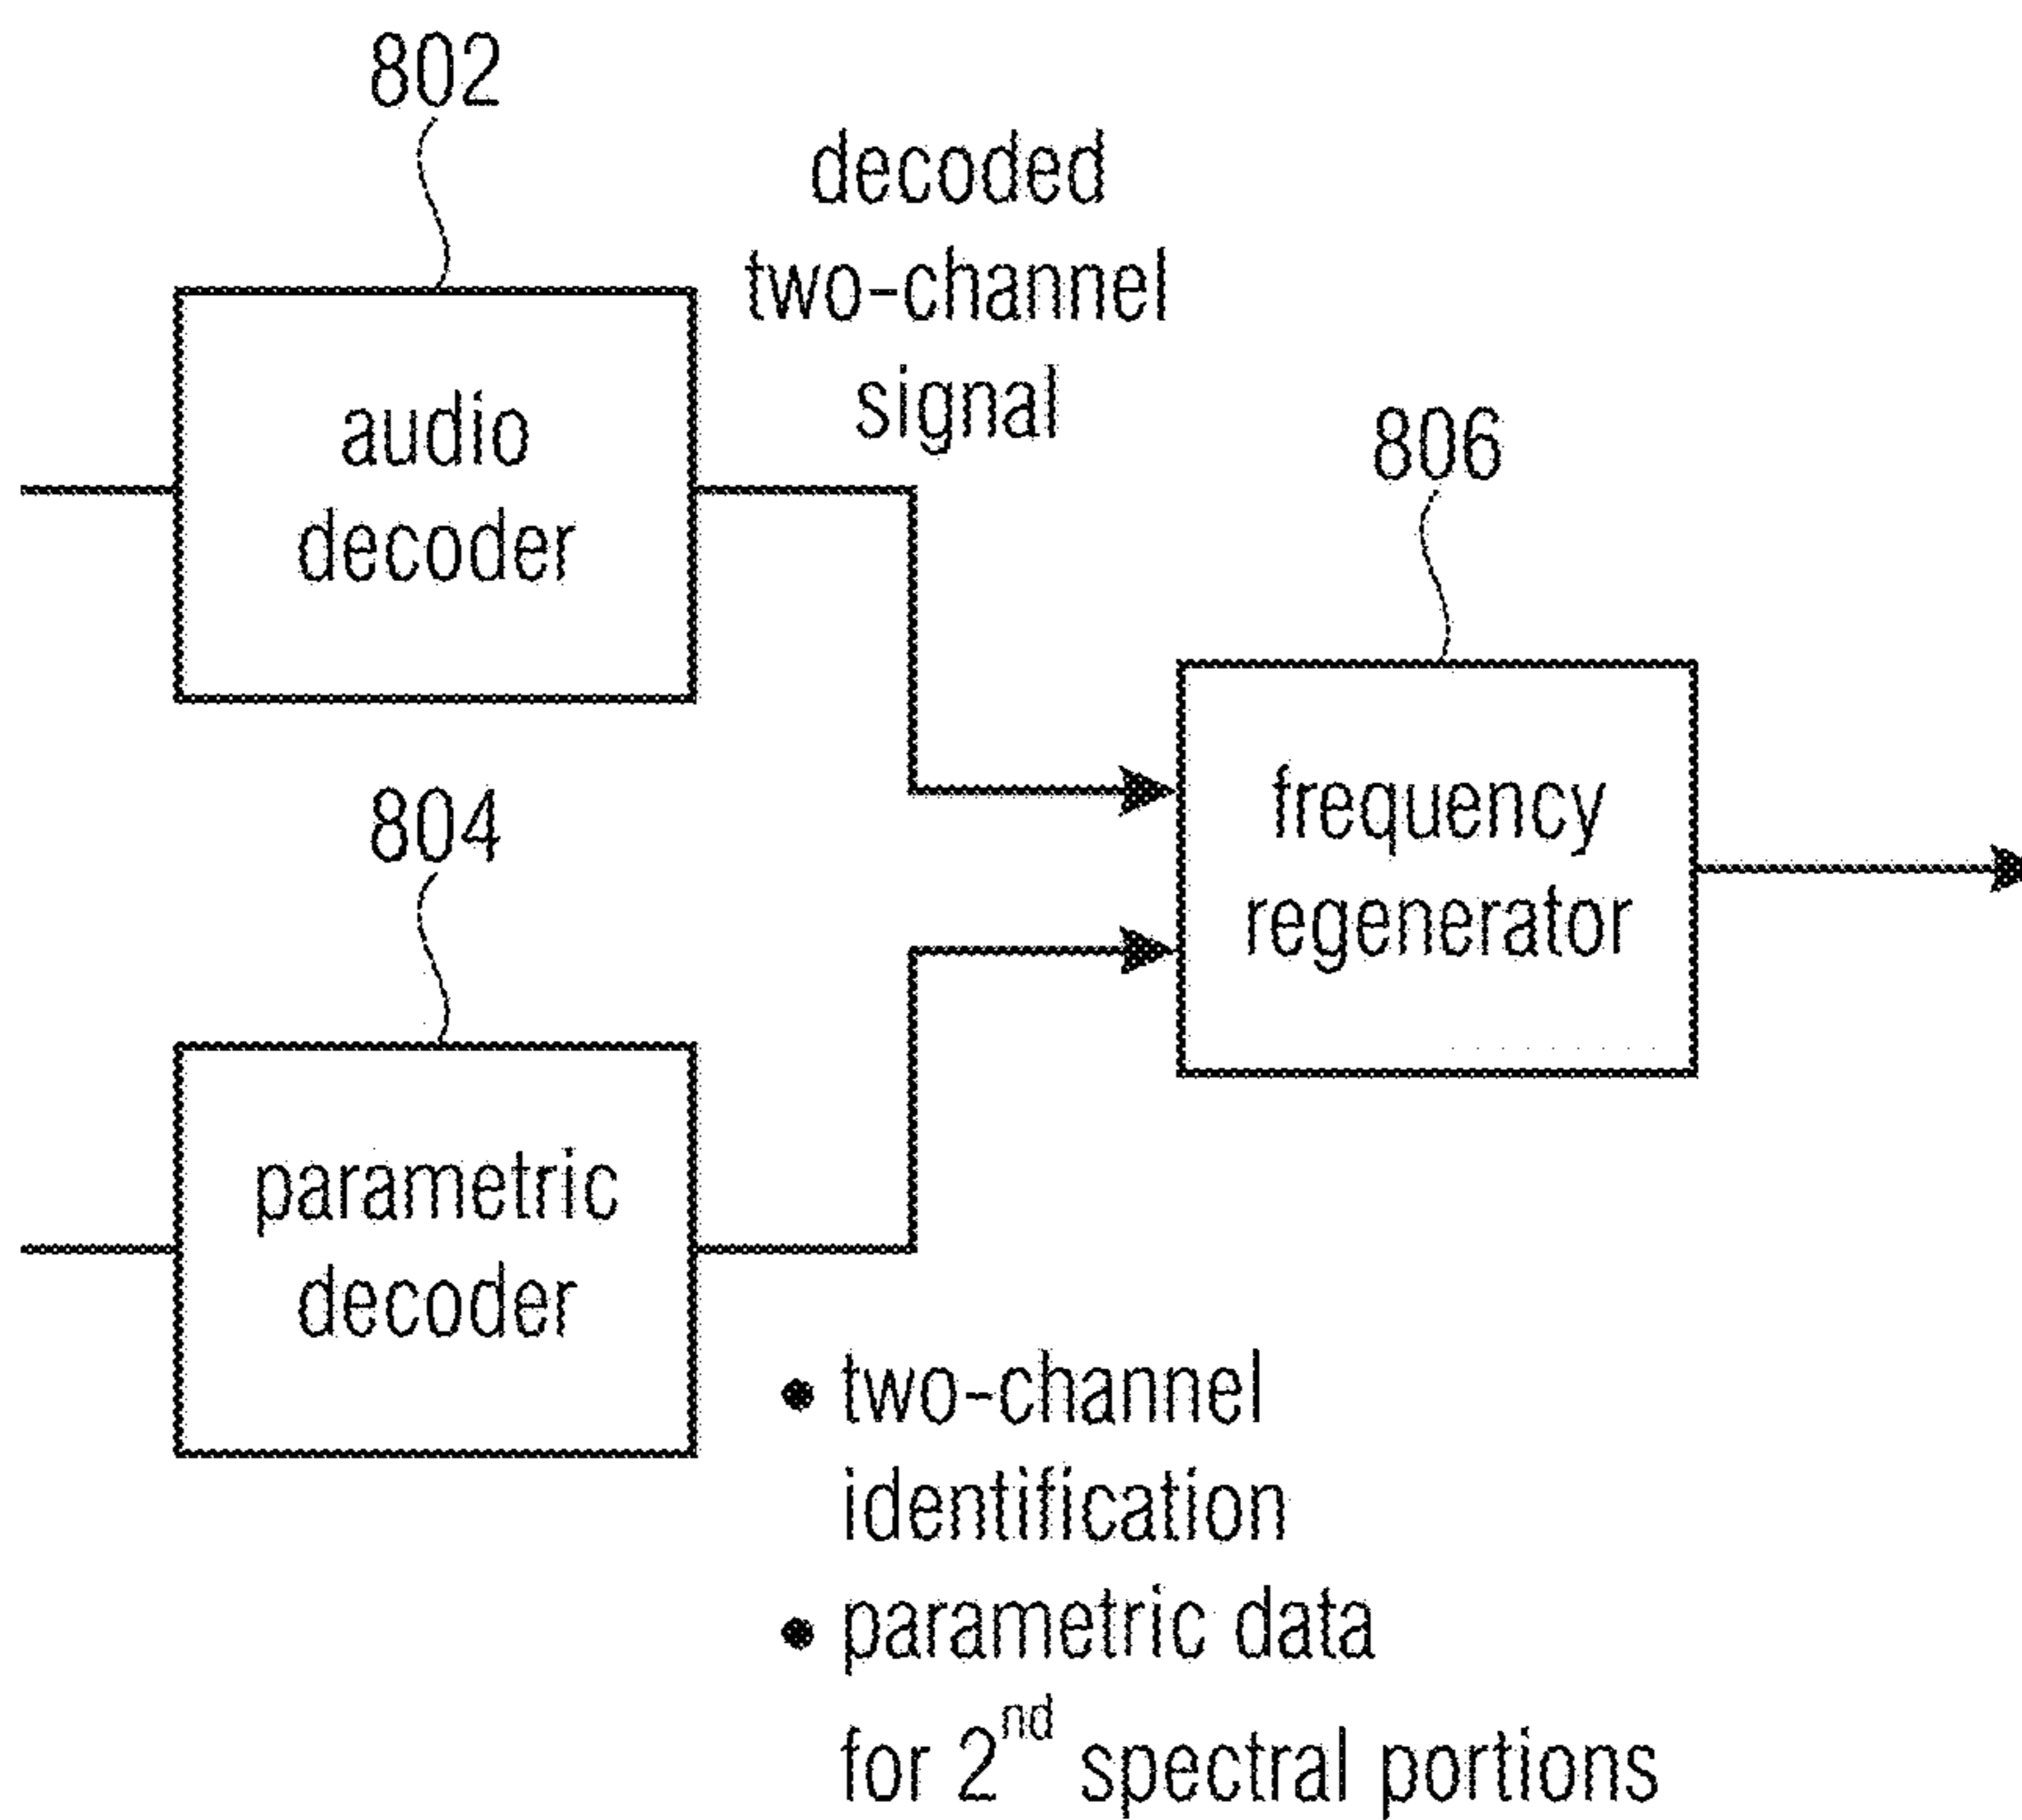 802
decoded
two-channel
signal
audio
decoder
806
frequency
regenerator
804
parametric
decoder
• two-channel
identification
• parametric data
for 2nd spectral portions